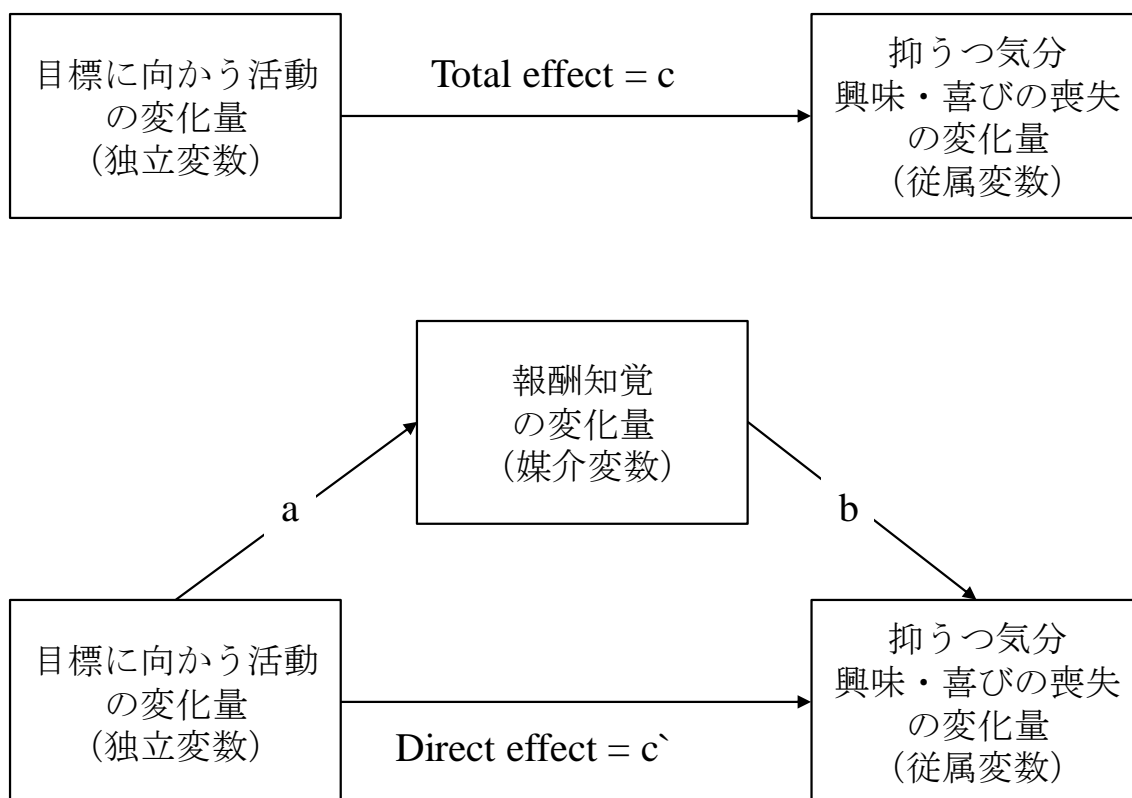 目標に向かう活動
の変化量
(独立変数)
Total effect = c
抑うつ気分
興味・喜びの喪失
の変化量
(従属変数)
報酬知覚
の変化量
(媒介変数)
a
b
目標に向かう活動
の変化量
(独立変数)
Direct effect = c`
抑うつ気分
興味・喜びの喪失
の変化量
(従属変数)